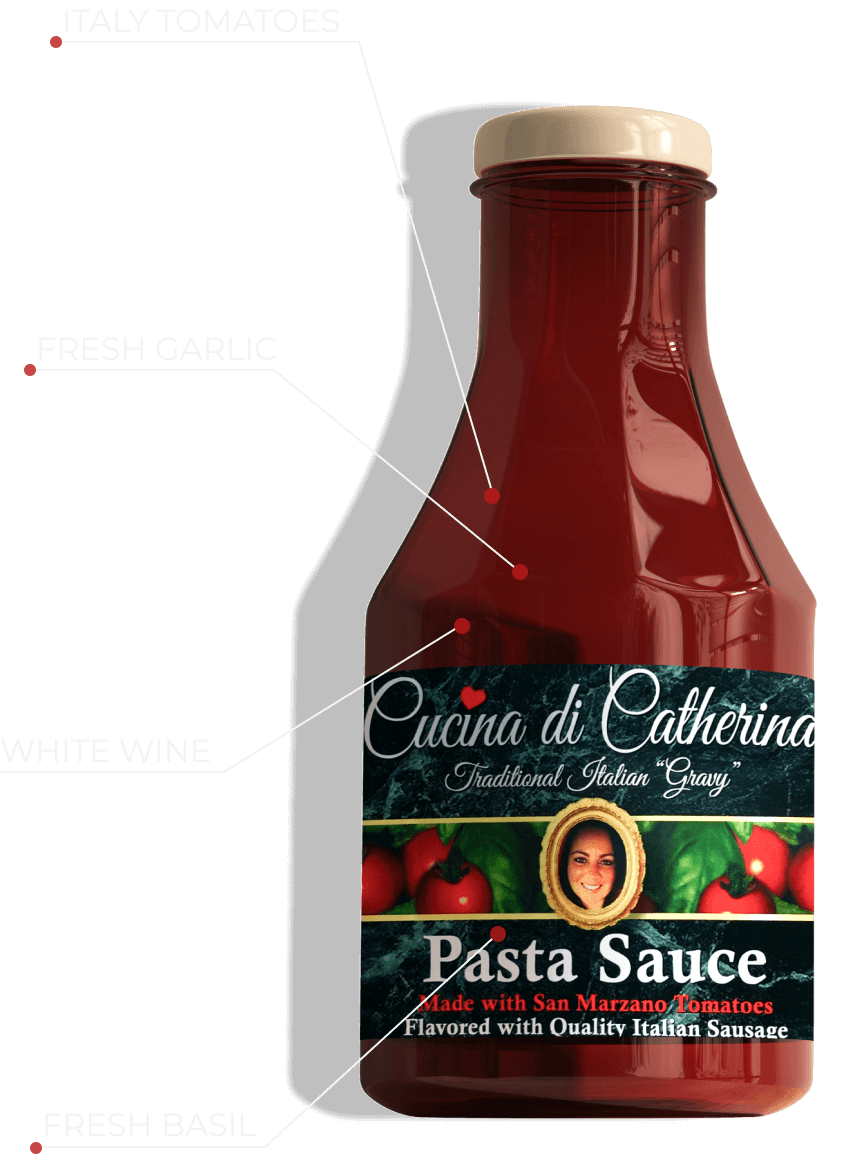 ITALY TOMATOES
FRESH GARLIC
WHITE WINE
FRESH BASIL
Cucina di Catherina
Traditional Italian “Gravy”
Pasta Sauce
Made with San Marzano Tomatoes
Flavored with Quality Italian Sausage